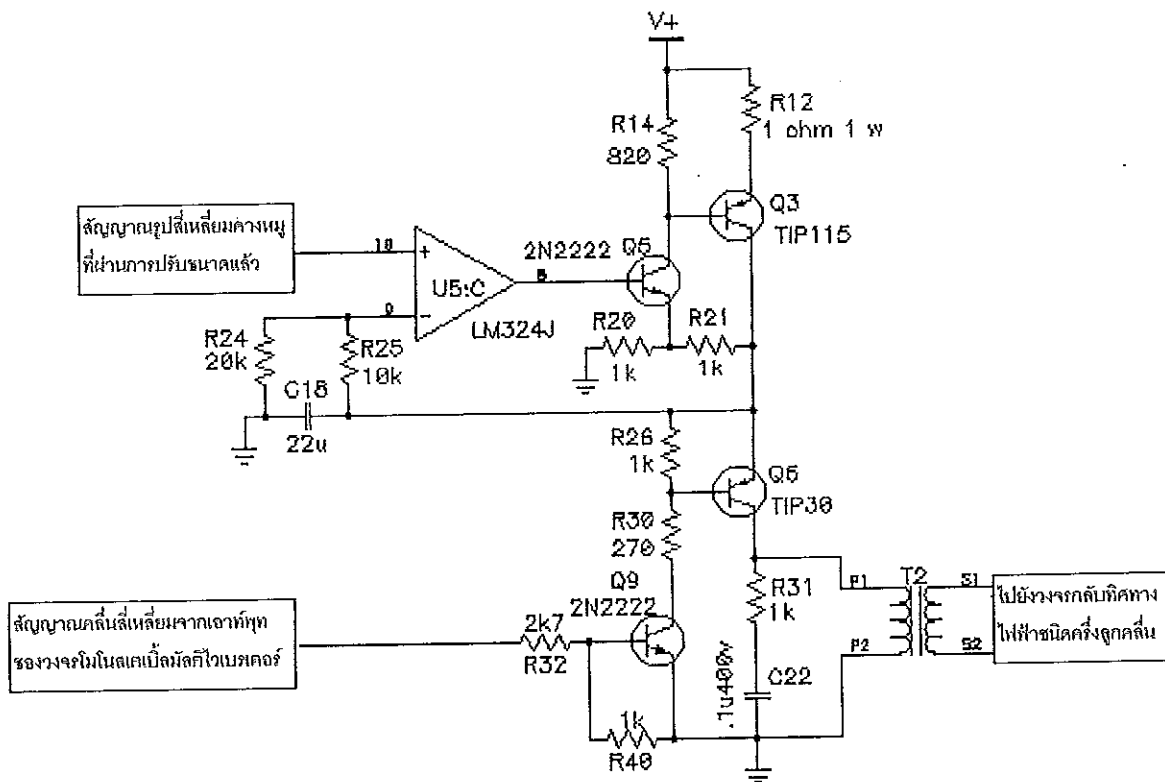 V+
R12
1 ohm 1 w
R14
820
Q3
TIP115
สัญญาณรูปสี่เหลี่ยมคางหมู
ที่ผ่านการปรับขนาดแล้ว
10
+
2N2222
Q5
U5:C
8
9
-
LM324J
R20
1k
R21
1k
R24
20k
R25
10k
C18
22u
R26
1k
Q6
TIP30
R30
270
Q9
2N2222
สัญญาณคลื่นสี่เหลี่ยมจากเอาท์พุท
ของวงจรโมโนสเตเบิ้ลมัลติไวเบรเตอร์
2k7
R32
R31
1k
P1
T2
S1
P2
S2
ไปยังวงจรกลับทิศทาง
ไฟฟ้าชนิดครึ่งลูกคลื่น
.1u400v
C22
1k
R40